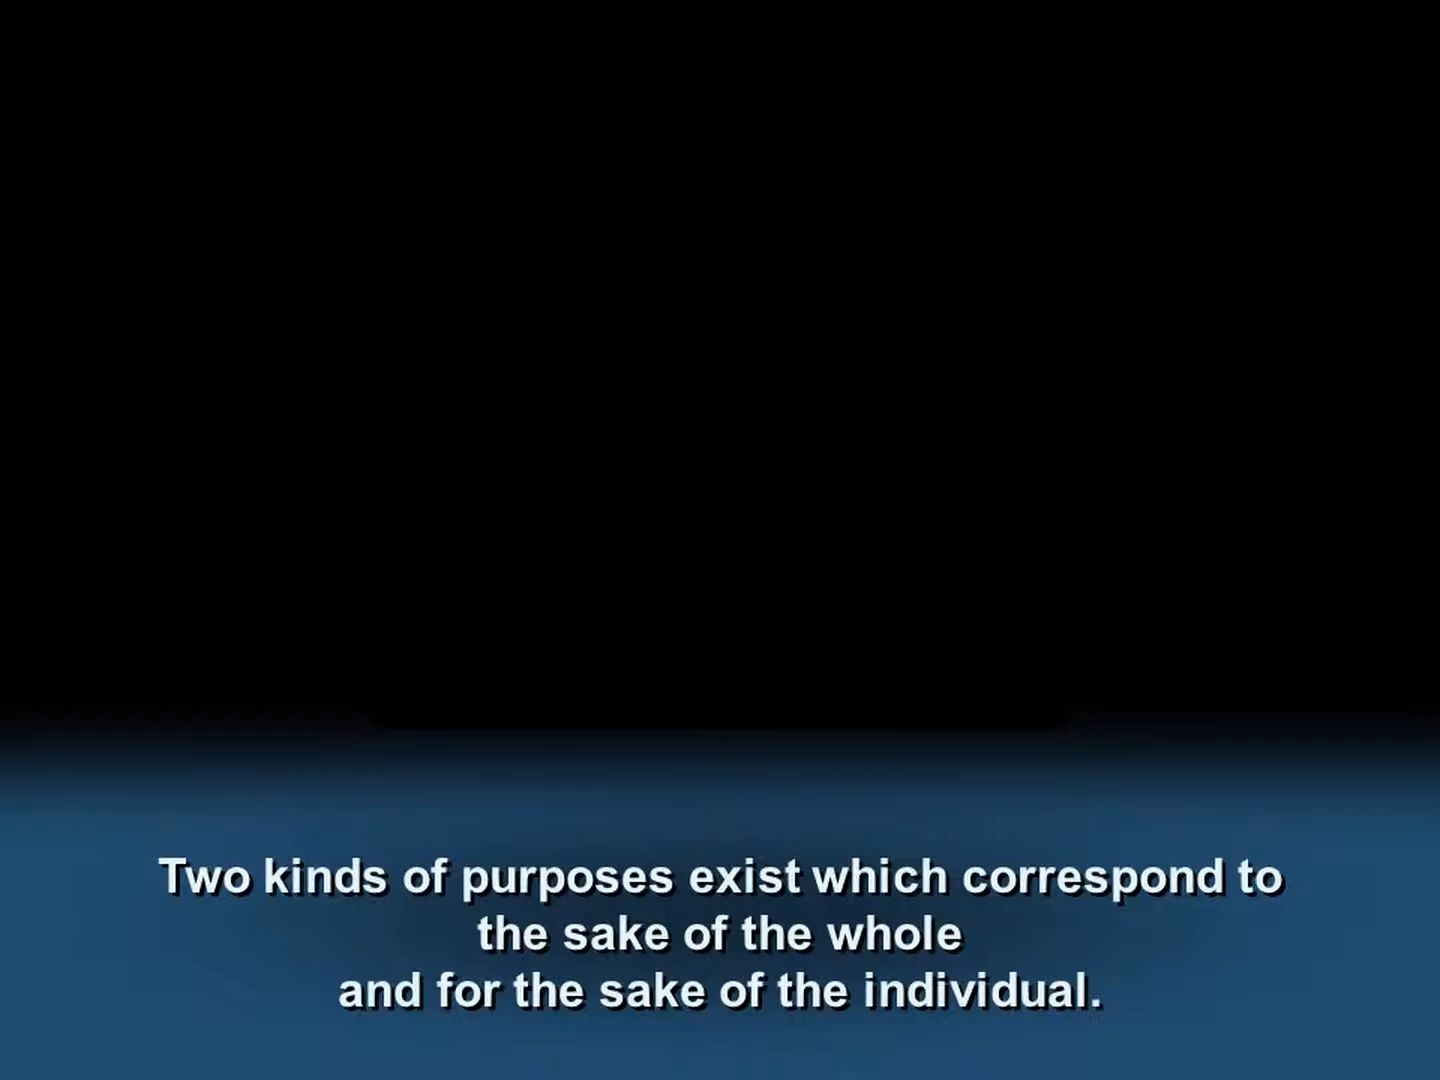 Two kinds of purposes exist which correspond to
the sake of the whole
and for the sake of the individual.